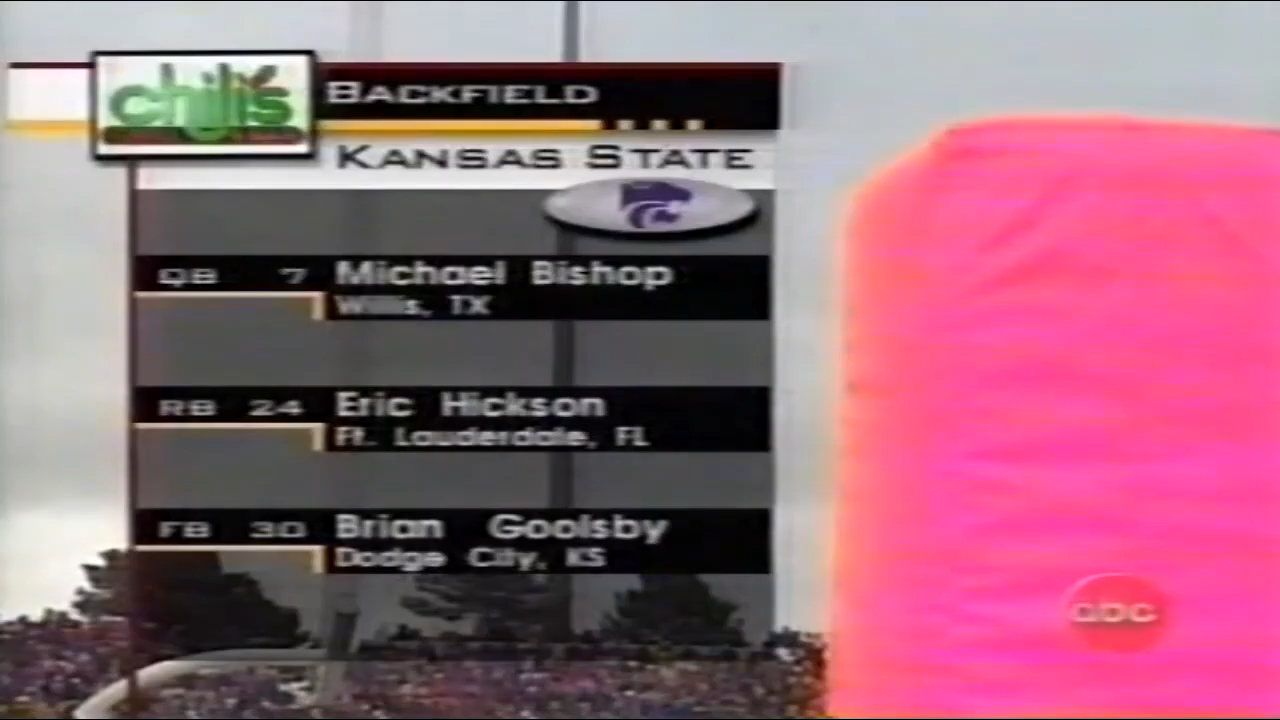 chili's
BACKFIELD
KANSAS STATE
QB 7 Michael Bishop
Willis, TX
RB 24 Eric Hickson
Ft. Lauderdale, FL
FB 30 Brian Goolsby
Dodge City, KS
abc